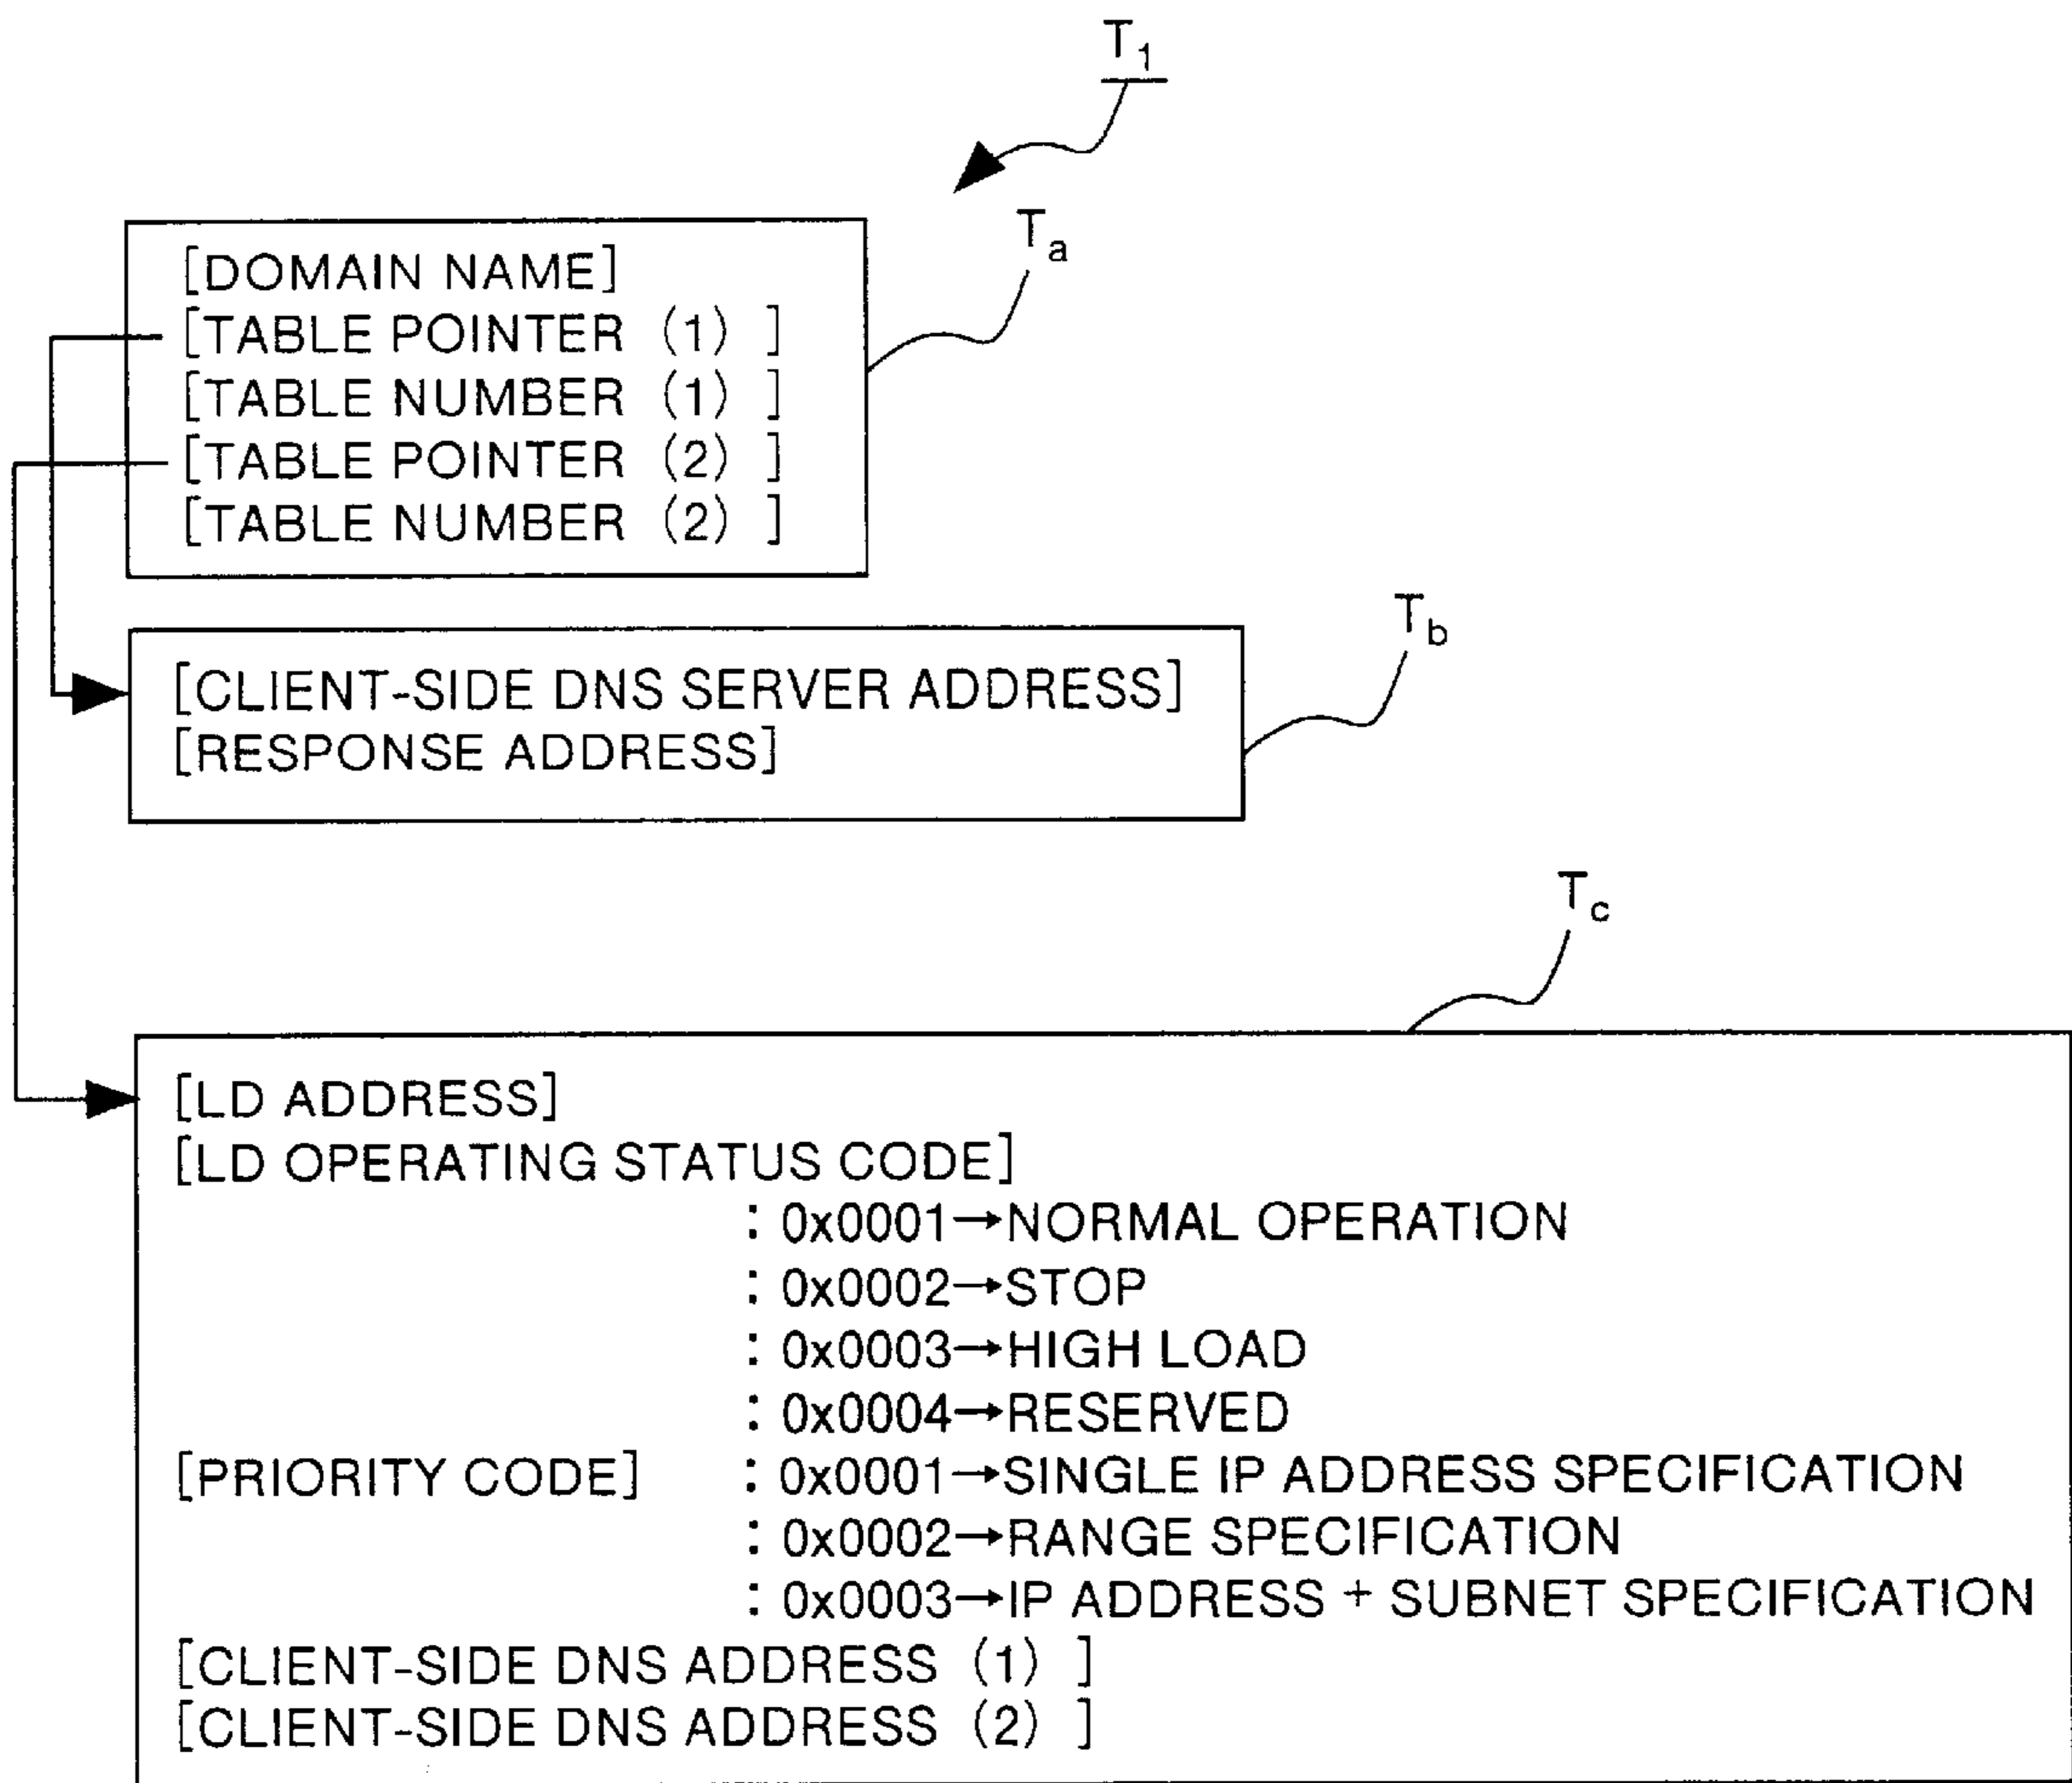 T1
Ta
[DOMAIN NAME]
[TABLE POINTER (1) ]
[TABLE NUMBER (1) ]
[TABLE POINTER (2) ]
[TABLE NUMBER (2) ]
Tb
[CLIENT-SIDE DNS SERVER ADDRESS]
[RESPONSE ADDRESS]
Tc
[LD ADDRESS]
[LD OPERATING STATUS CODE]
: 0x0001→NORMAL OPERATION
: 0x0002→STOP
: 0x0003→HIGH LOAD
: 0x0004→RESERVED
[PRIORITY CODE] : 0x0001→SINGLE IP ADDRESS SPECIFICATION
: 0x0002→RANGE SPECIFICATION
: 0x0003→IP ADDRESS + SUBNET SPECIFICATION
[CLIENT-SIDE DNS ADDRESS (1) ]
[CLIENT-SIDE DNS ADDRESS (2) ]